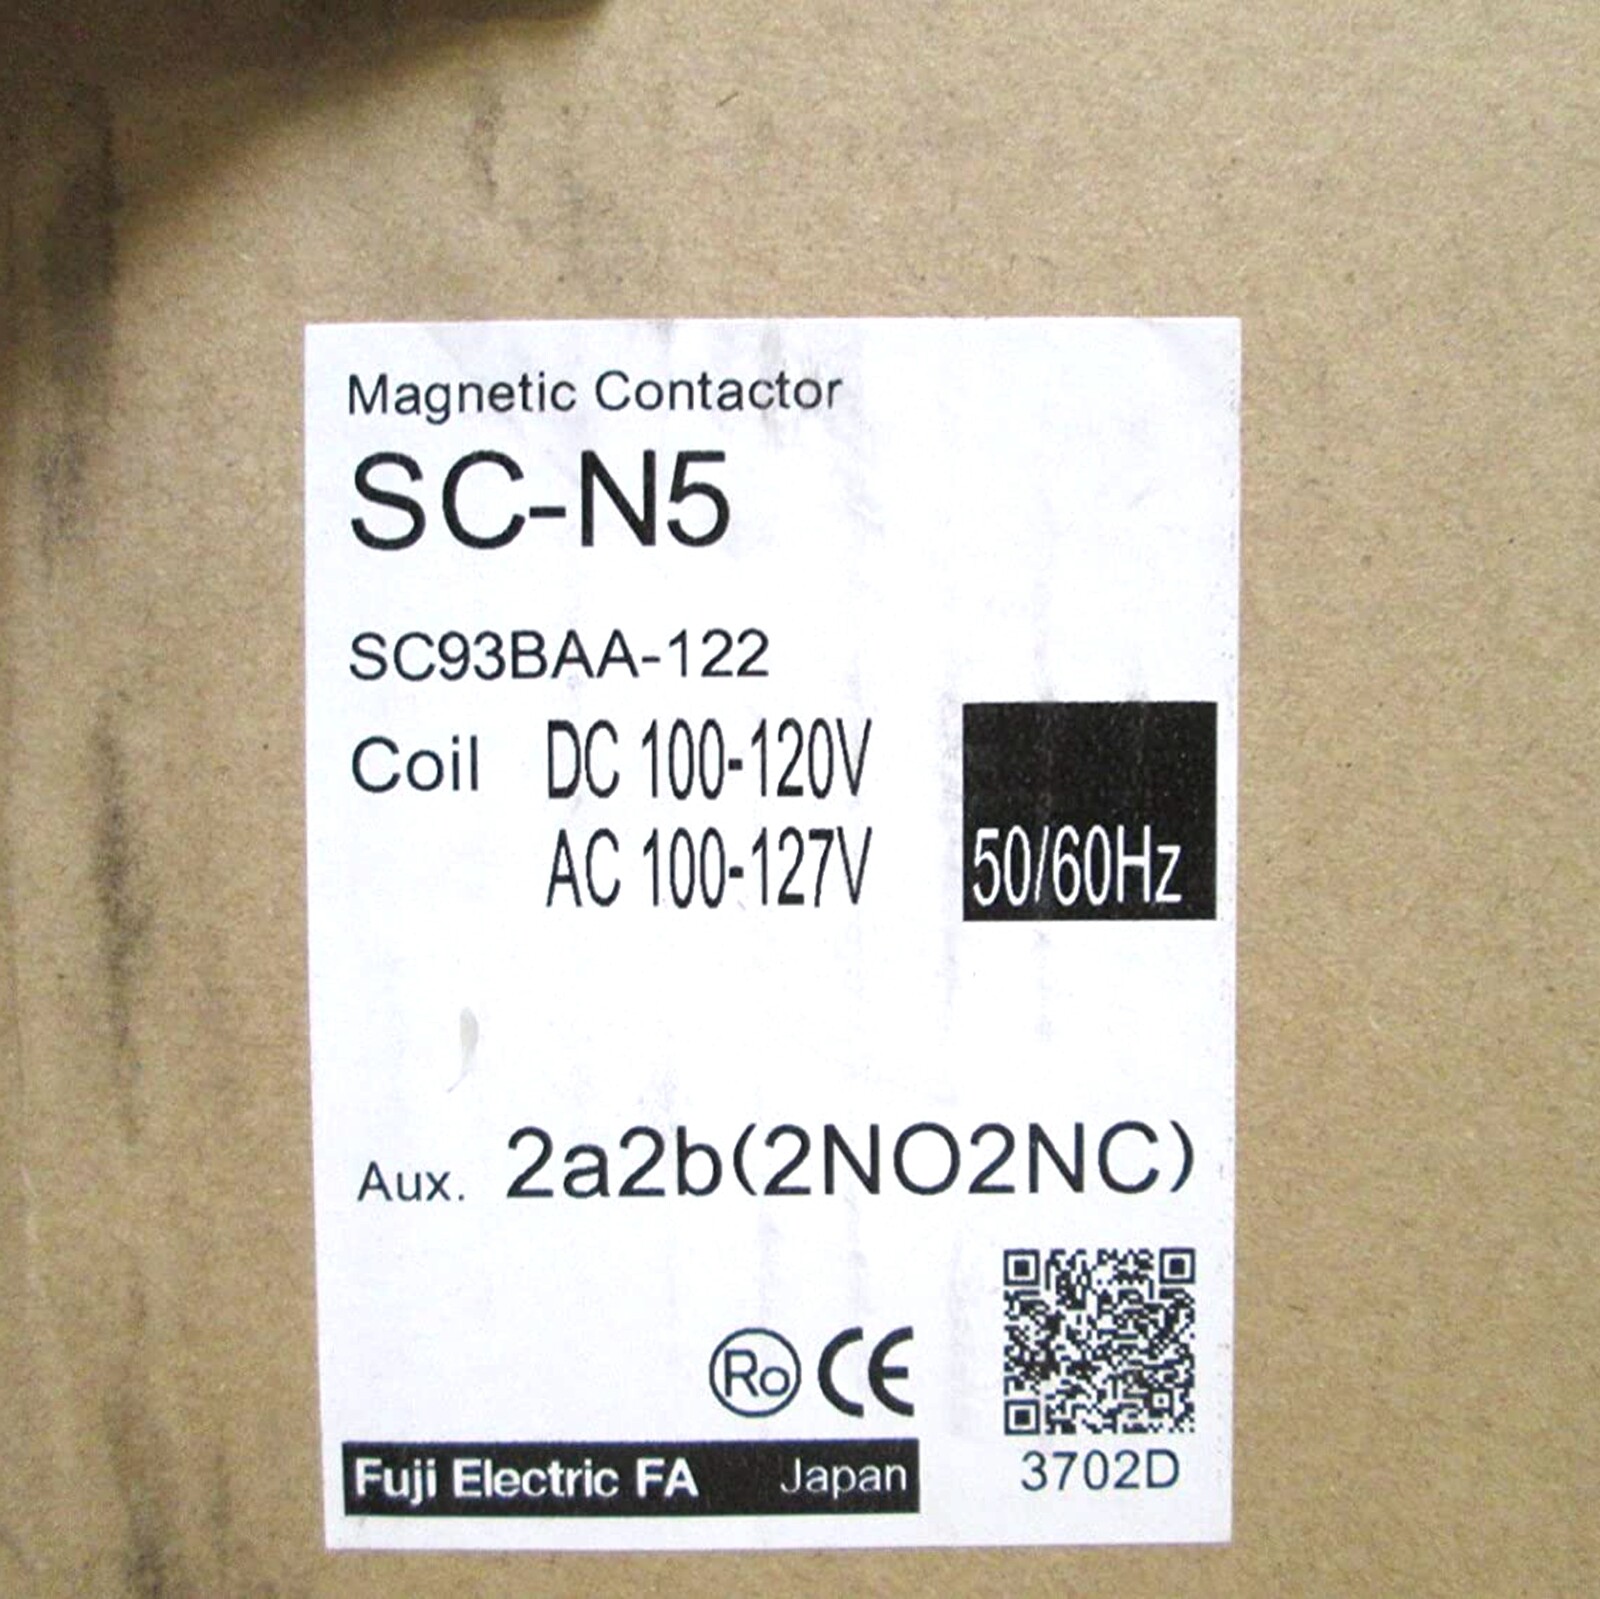 Magnetic Contactor
SC-N5
SC93BAA-122
Coil DC 100-120V
AC 100-127V 50/60Hz
Aux. 2a2b(2NO2NC)
Ro CE
Fuji Electric FA Japan
3702D